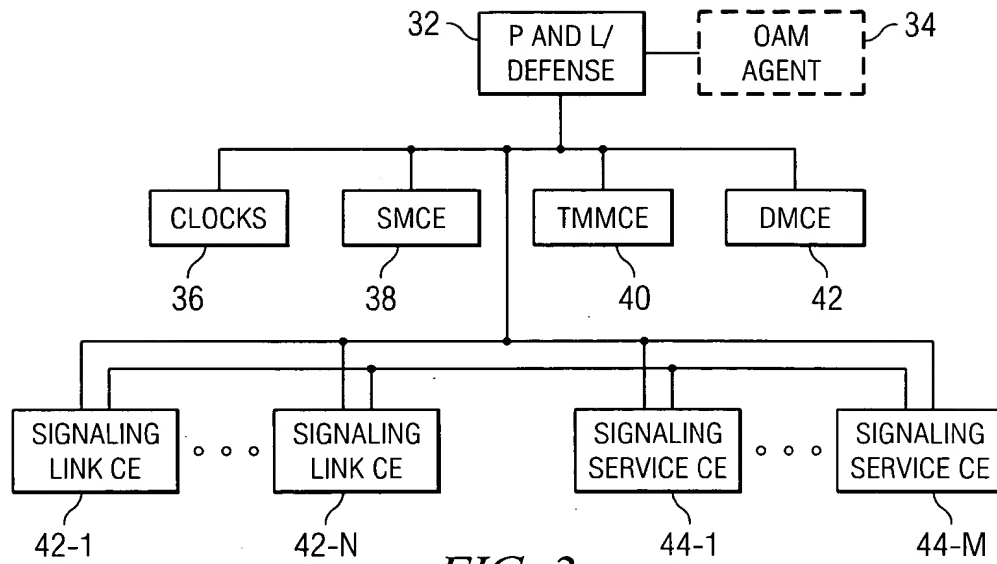 32
P AND L/
DEFENSE
OAM
AGENT
34
CLOCKS
SMCE
TMMCE
DMCE
36
38
40
42
SIGNALING
LINK CE
SIGNALING
LINK CE
SIGNALING
SERVICE CE
SIGNALING
SERVICE CE
42-1
42-N
44-1
44-M